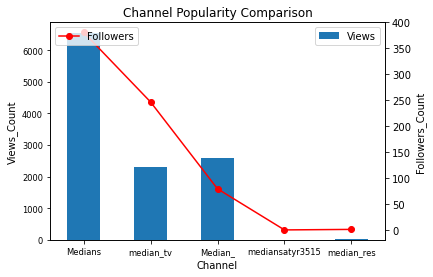 Channel Popularity Comparison
Followers
Views
6000
5000
4000
3000
2000
1000
0
Views_Count
400
350
300
250
200
150
100
50
0
Followers_Count
Medians
median_tv
Median_
mediansatyr3515
median_res
Channel